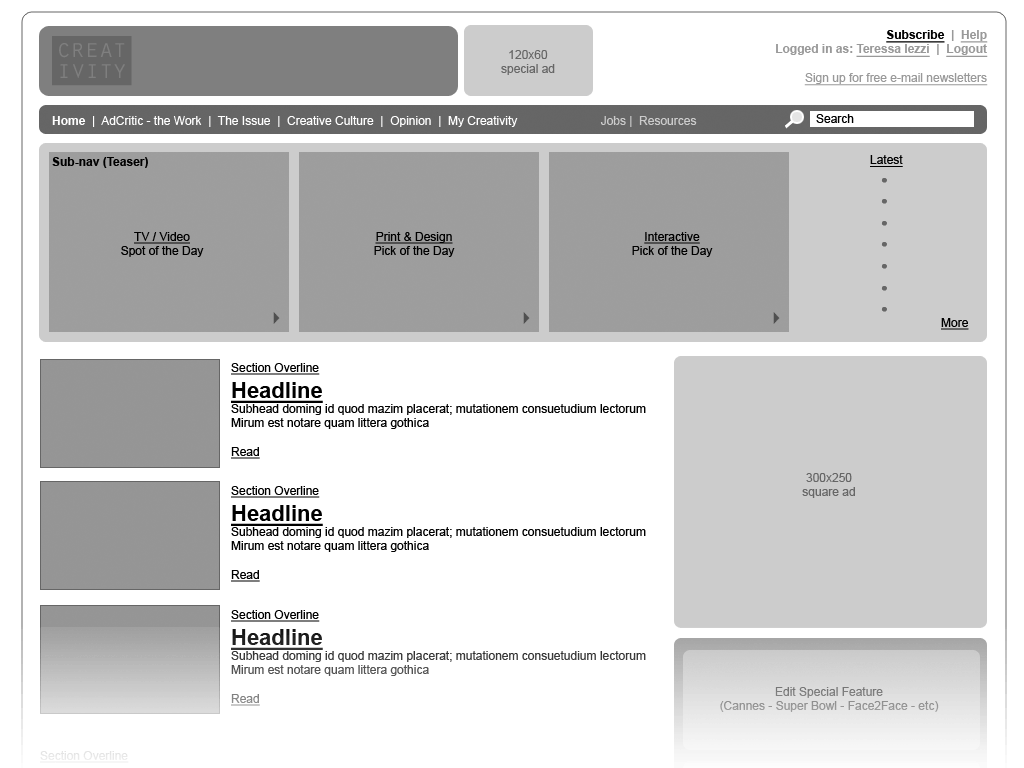 CREAT
IVITY
120x60
special ad
Subscribe | Help
Logged in as: Teressa Iezzi | Logout
Sign up for free e-mail newsletters
Home | AdCritic - the Work | The Issue | Creative Culture | Opinion | My Creativity
Jobs | Resources
Search
Sub-nav (Teaser)
TV / Video
Spot of the Day
Print & Design
Pick of the Day
Interactive
Pick of the Day
Latest
More
Section Overline
Headline
Subhead doming id quod mazim placerat; mutationem consuetudium lectorum
Mirum est notare quam littera gothica
Read
Section Overline
Headline
Subhead doming id quod mazim placerat; mutationem consuetudium lectorum
Mirum est notare quam littera gothica
Read
Section Overline
Headline
Subhead doming id quod mazim placerat; mutationem consuetudium lectorum
Mirum est notare quam littera gothica
Read
Section Overline
300x250
square ad
Edit Special Feature
(Cannes - Super Bowl - Face2Face - etc)